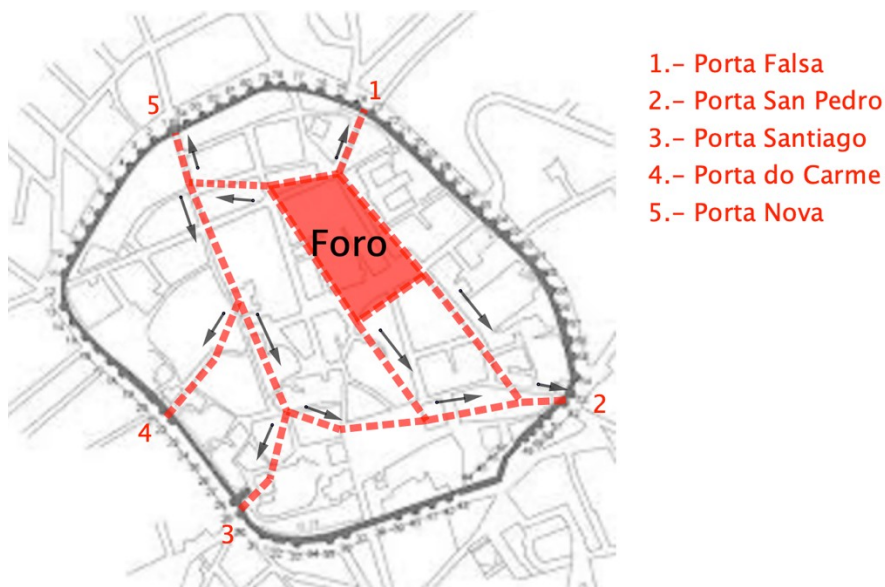 5
1
Foro
2
4
3
1.- Porta Falsa
2.- Porta San Pedro
3.- Porta Santiago
4.- Porta do Carme
5.- Porta Nova